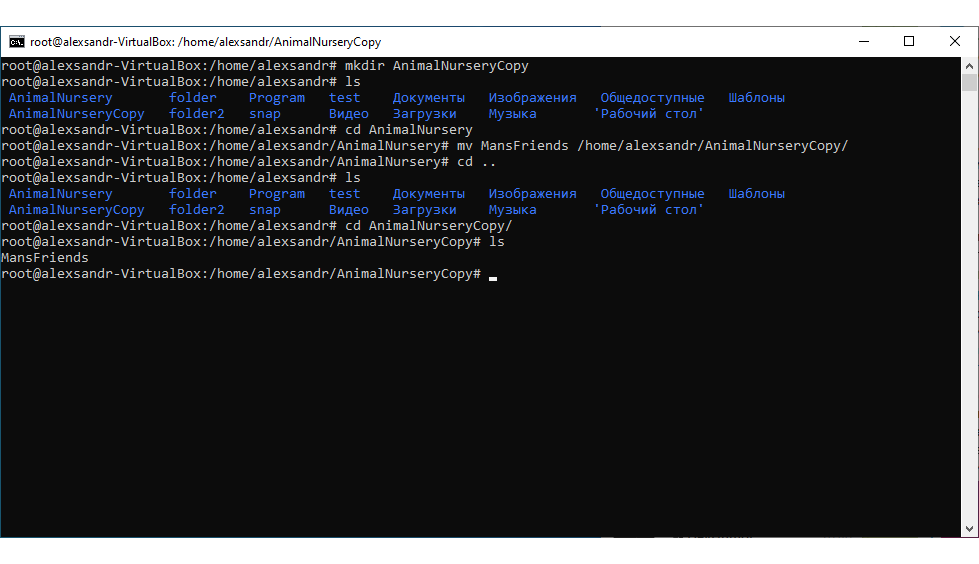 root@alexsandr-VirtualBox: /home/alexsandr/AnimalNurseryCopy
root@alexsandr-VirtualBox:/home/alexsandr# mkdir AnimalNurseryCopy
root@alexsandr-VirtualBox:/home/alexsandr# ls
AnimalNursery folder Program test Документы Изображения Общедоступные Шаблоны
AnimalNurseryCopy folder2 snap Видео Загрузки Музыка 'Рабочий стол'
root@alexsandr-VirtualBox:/home/alexsandr# cd AnimalNursery
root@alexsandr-VirtualBox:/home/alexsandr/AnimalNursery# mv MansFriends /home/alexsandr/AnimalNurseryCopy/
root@alexsandr-VirtualBox:/home/alexsandr/AnimalNursery# cd ..
root@alexsandr-VirtualBox:/home/alexsandr# ls
AnimalNursery folder Program test Документы Изображения Общедоступные Шаблоны
AnimalNurseryCopy folder2 snap Видео Загрузки Музыка 'Рабочий стол'
root@alexsandr-VirtualBox:/home/alexsandr# cd AnimalNurseryCopy/
root@alexsandr-VirtualBox:/home/alexsandr/AnimalNurseryCopy# ls
MansFriends
root@alexsandr-VirtualBox:/home/alexsandr/AnimalNurseryCopy#